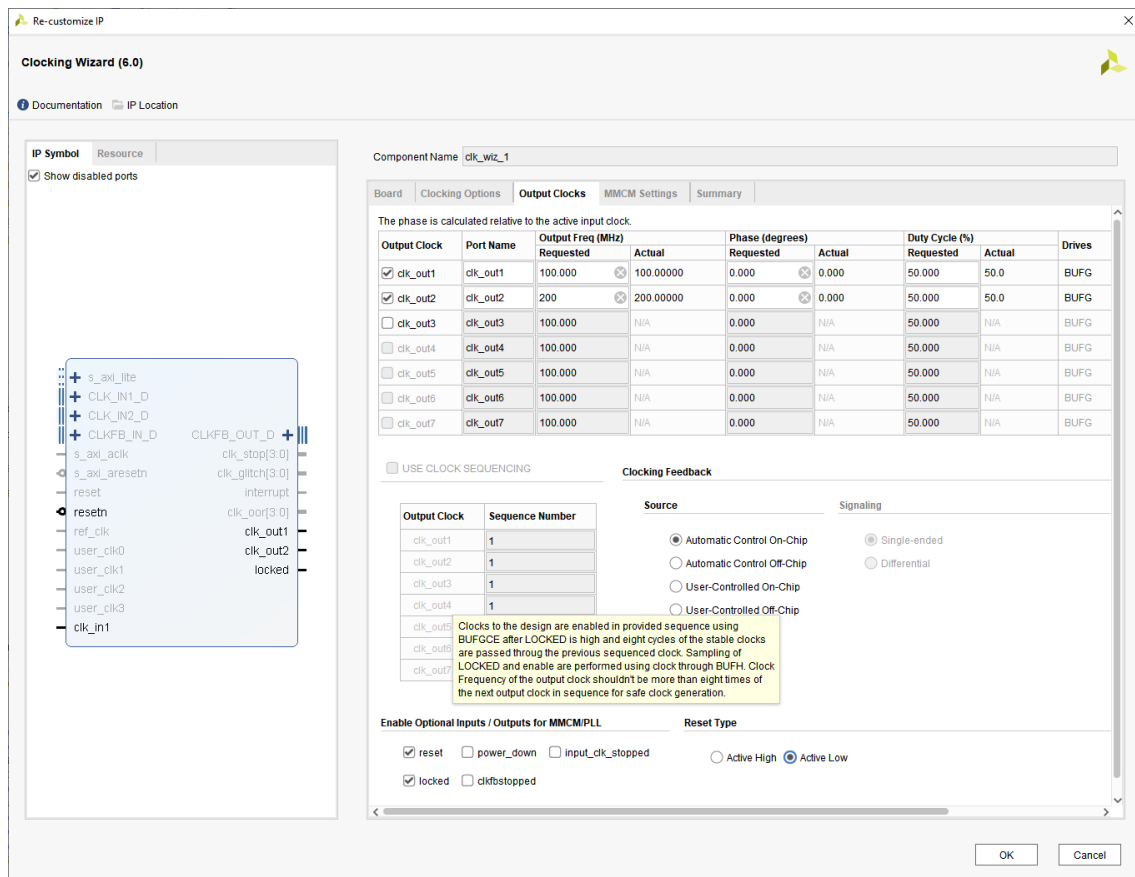 Re-customize IP
Clocking Wizard (6.0)
Documentation IP Location
IP Symbol Resource
Show disabled ports
s_axi_lite
CLK_IN1_D
CLK_IN2_D
CLKFB_IN_D CLKFB_OUT_D
s_axi_aclk clk_stop[3:0]
s_axi_aresetn clk_glitch[3:0]
reset interrupt
resetn clk_oor[3:0]
ref_clk clk_out1
user_clk0 clk_out2
user_clk1 locked
user_clk2
user_clk3
clk_in1
Component Name clk_wiz_1
Board Clocking Options Output Clocks MMCM Settings Summary
The phase is calculated relative to the active input clock.
Output Clock Port Name Output Freq (MHz) Phase (degrees) Duty Cycle (%) Drives
Requested Actual Requested Actual Requested Actual
clk_out1 clk_out1 100.000 100.00000 0.000 0.000 50.000 50.0 BUFG
clk_out2 clk_out2 200 200.00000 0.000 0.000 50.000 50.0 BUFG
clk_out3 clk_out3 100.000 N/A 0.000 N/A 50.000 N/A BUFG
clk_out4 clk_out4 100.000 N/A 0.000 N/A 50.000 N/A BUFG
clk_out5 clk_out5 100.000 N/A 0.000 N/A 50.000 N/A BUFG
clk_out6 clk_out6 100.000 N/A 0.000 N/A 50.000 N/A BUFG
clk_out7 clk_out7 100.000 N/A 0.000 N/A 50.000 N/A BUFG
USE CLOCK SEQUENCING
Output Clock Sequence Number
clk_out1 1
clk_out2 1
clk_out3 1
clk_out4 1
clk_out5
clk_out6
clk_out7
Clocking Feedback
Source Signaling
Automatic Control On-Chip Single-ended
Automatic Control Off-Chip Differential
User-Controlled On-Chip
User-Controlled Off-Chip
Clocks to the design are enabled in provided sequence using
BUFGCE after LOCKED is high and eight cycles of the stable clocks
are passed throug the previous sequenced clock. Sampling of
LOCKED and enable are performed using clock through BUFH. Clock
Frequency of the output clock shouldn't be more than eight times of
the next output clock in sequence for safe clock generation.
Enable Optional Inputs / Outputs for MMCM/PLL Reset Type
reset power_down input_clk_stopped Active High Active Low
locked clkfbstopped
OK Cancel